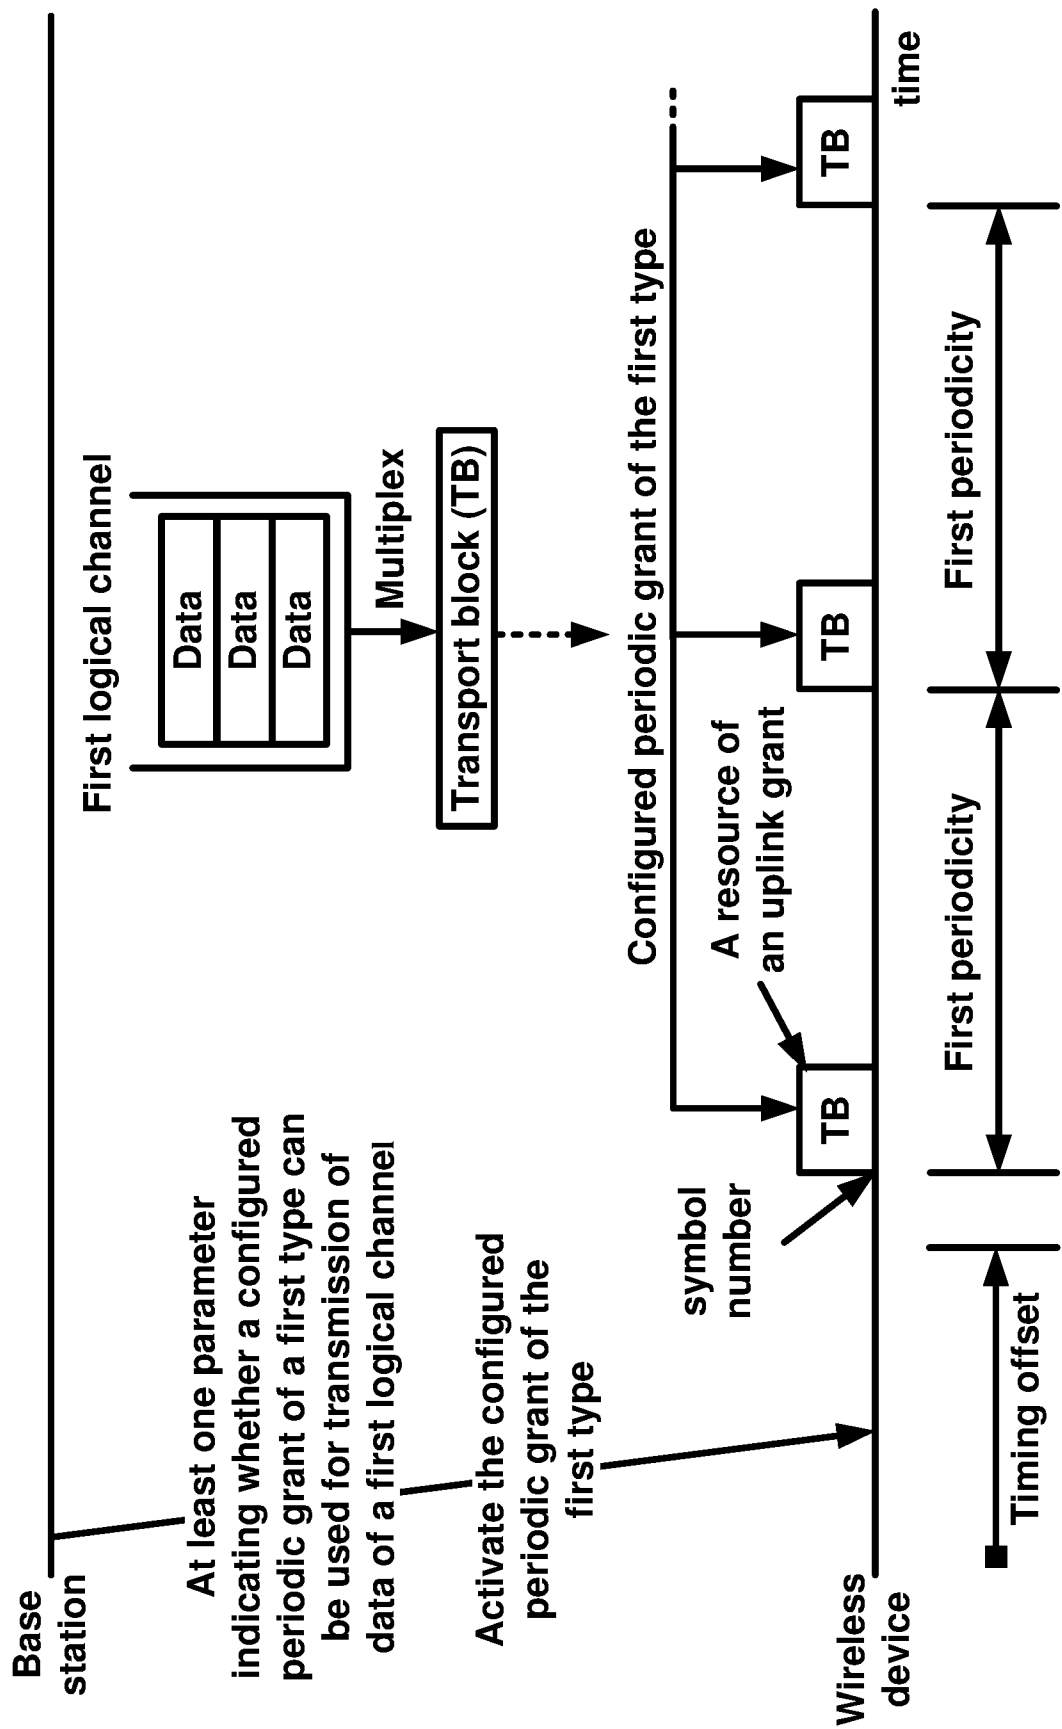 Base
station
At least one parameter
indicating whether a configured
periodic grant of a first type can
be used for transmission of
data of a first logical channel
Activate the configured
periodic grant of the
first type
First logical channel
Data
Data
Data
Multiplex
Transport block (TB)
Configured periodic grant of the first type
A resource of
an uplink grant
symbol
number
TB
TB
TB
Wireless
device
time
Timing offset
First periodicity
First periodicity